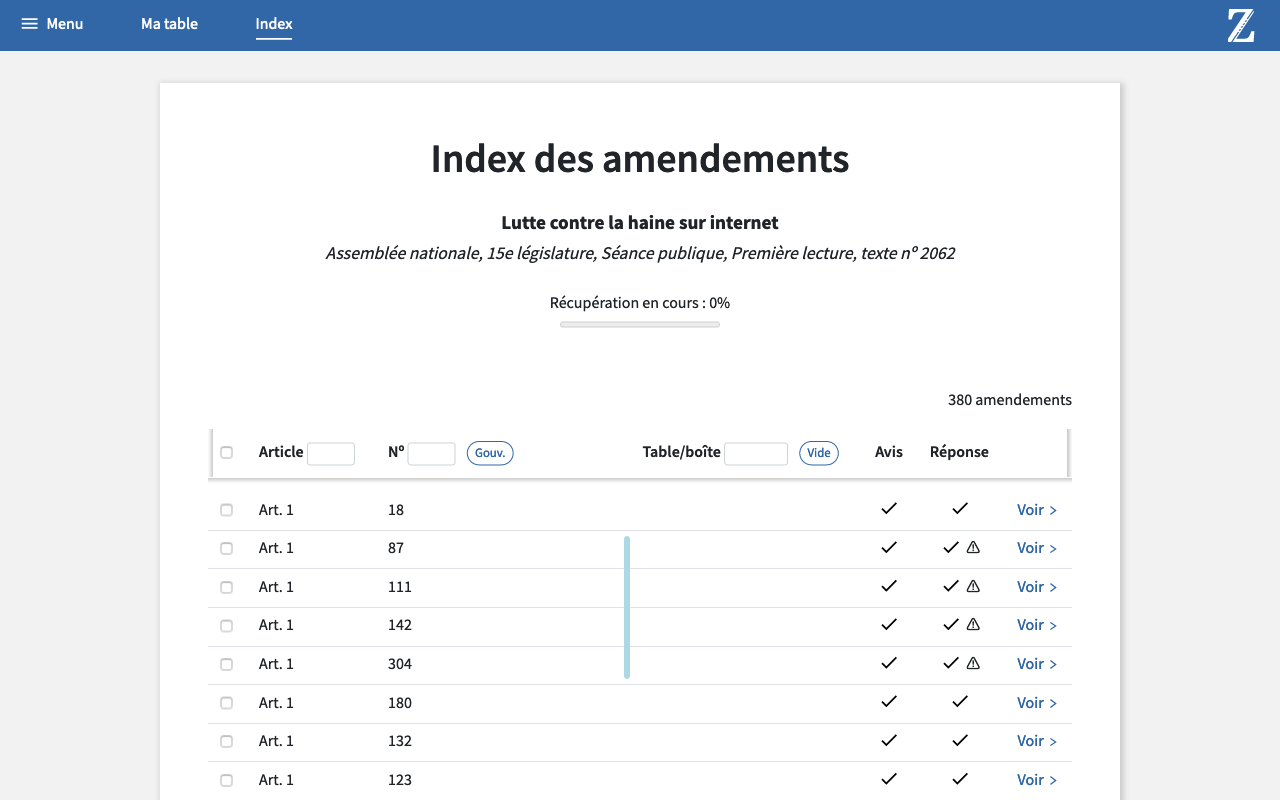 Menu Ma table Index Z
Index des amendements
Lutte contre la haine sur internet
Assemblée nationale, 15e législature, Séance publique, Première lecture, texte nº 2062
Récupération en cours : 0%
380 amendements
Article Nº Gouv. Table/boîte Vide Avis Réponse
Art. 1 18 Voir >
Art. 1 87 Voir >
Art. 1 111 Voir >
Art. 1 142 Voir >
Art. 1 304 Voir >
Art. 1 180 Voir >
Art. 1 132 Voir >
Art. 1 123 Voir >